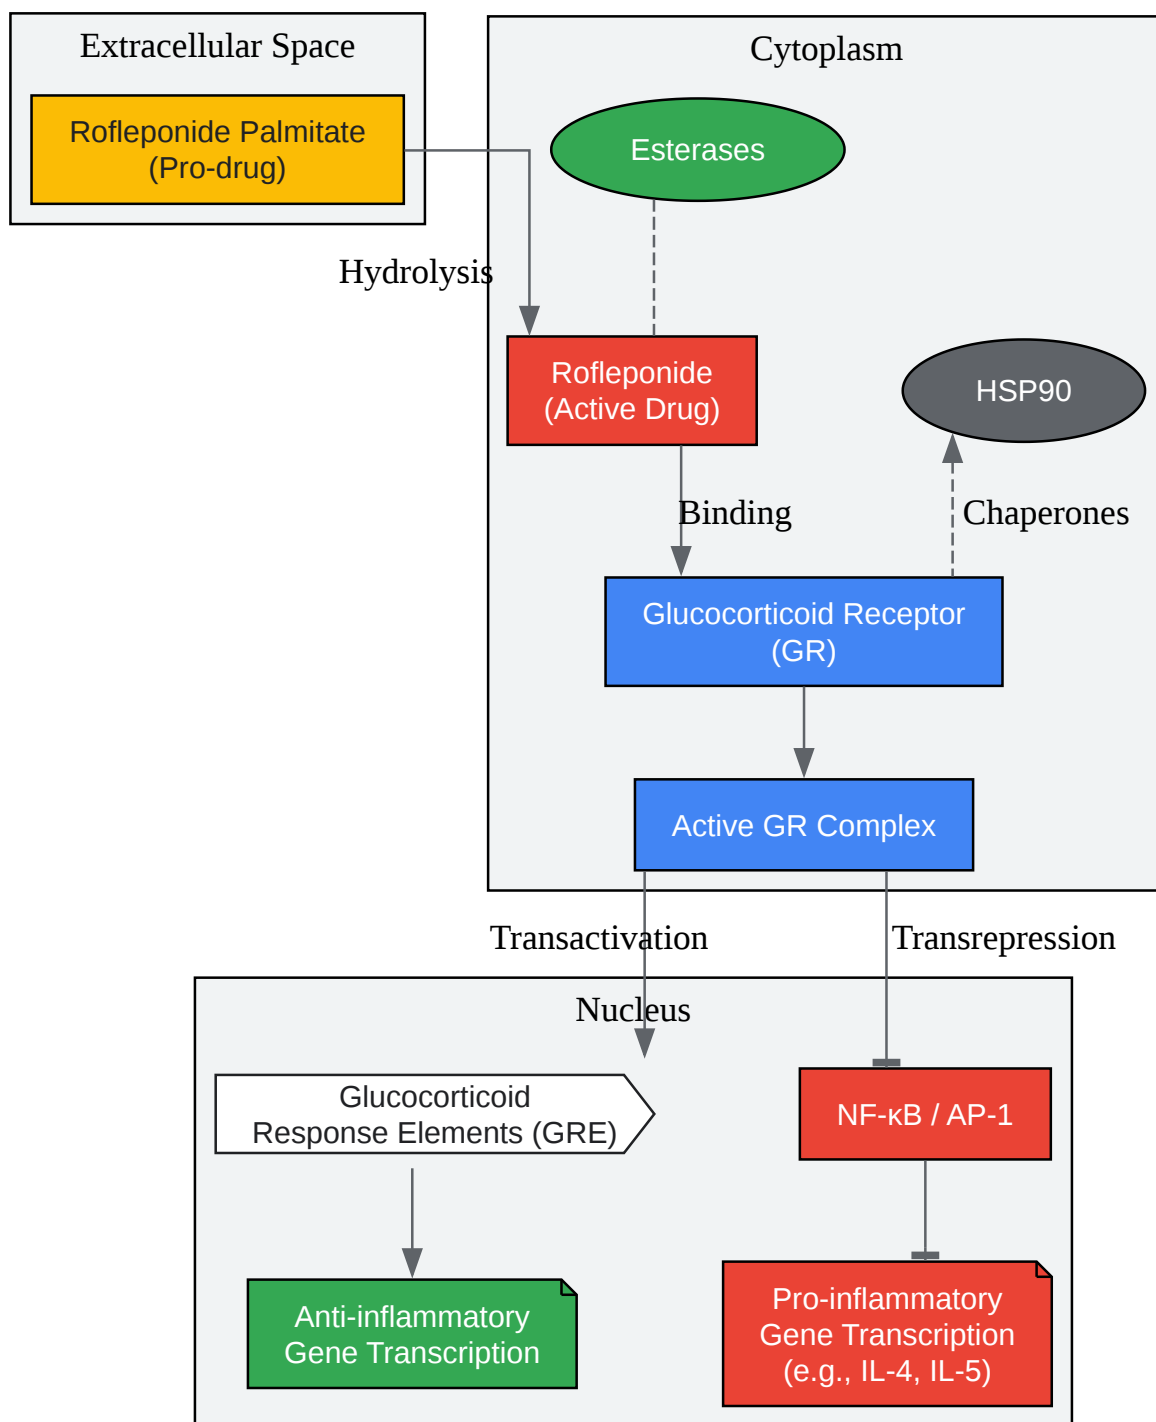 Extracellular Space
Rofleponide Palmitate
(Pro-drug)
Cytoplasm
Esterases
Hydrolysis
Rofleponide
(Active Drug)
HSP90
Binding
Chaperones
Glucocorticoid Receptor
(GR)
Active GR Complex
Transactivation
Transrepression
Nucleus
Glucocorticoid
Response Elements (GRE)
NF-κB / AP-1
Anti-inflammatory
Gene Transcription
Pro-inflammatory
Gene Transcription
(e.g., IL-4, IL-5)